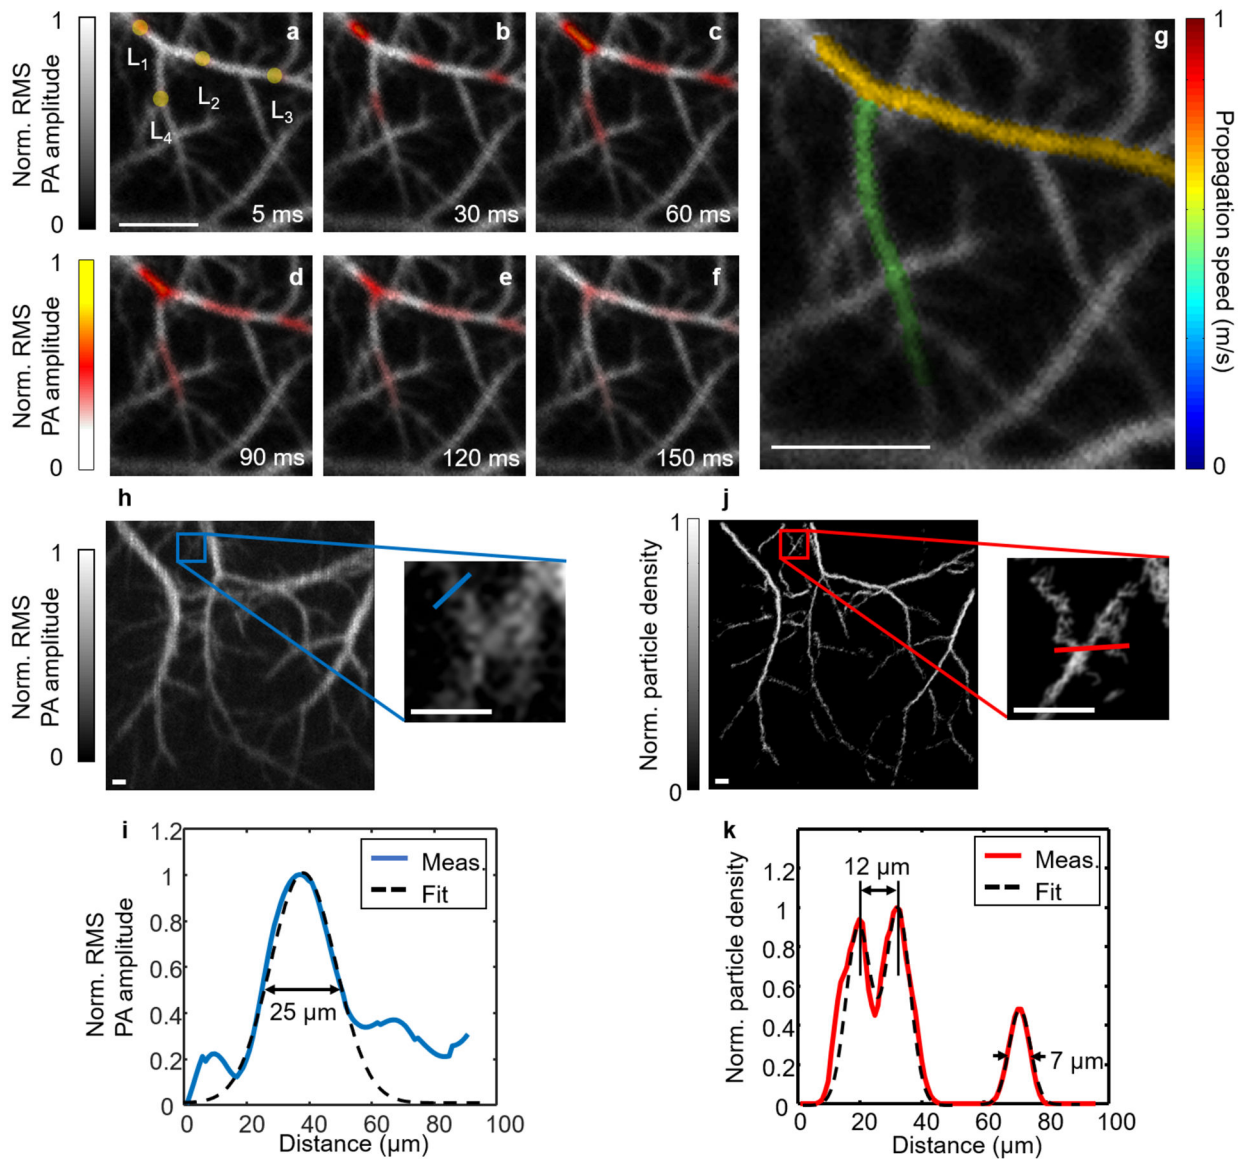 1
Norm. RMS
PA amplitude
0
a
L1
L2
L3
L4
5 ms
b
30 ms
c
60 ms
1
Norm. RMS
PA amplitude
0
d
90 ms
e
120 ms
f
150 ms
g
1
Propagation speed (m/s)
0
h
1
Norm. RMS
PA amplitude
0
j
1
Norm. particle density
0
i
1.2
1
0.8
0.6
0.4
0.2
0
Norm. RMS
PA amplitude
Meas.
Fit
25 µm
0 20 40 60 80 100
Distance (µm)
k
1.2
1
0.8
0.6
0.4
0.2
0
Norm. particle density
12 µm
Meas.
Fit
7 µm
0 20 40 60 80 100
Distance (µm)